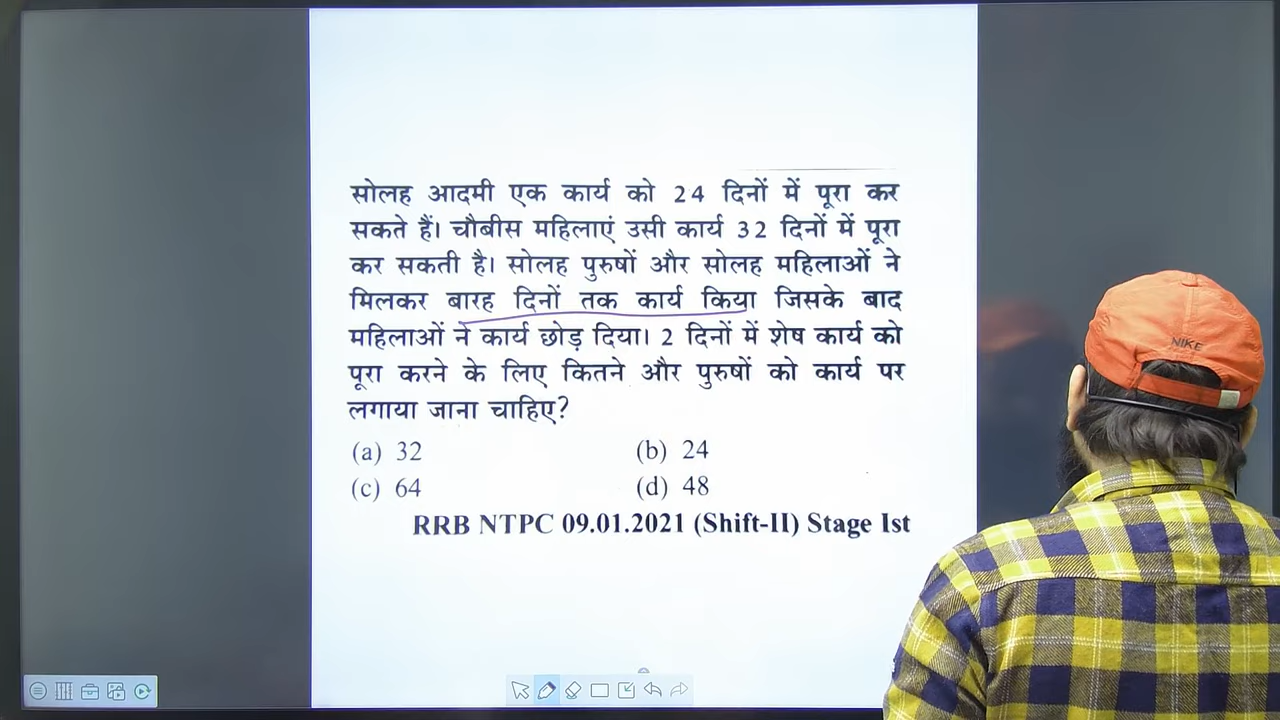 सोलह आदमी एक कार्य को 24 दिनों में पूरा कर
सकते हैं। चौबीस महिलाएं उसी कार्य 32 दिनों में पूरा
कर सकती है। सोलह पुरुषों और सोलह महिलाओं ने
मिलकर बारह दिनों तक कार्य किया जिसके बाद
महिलाओं ने कार्य छोड़ दिया। 2 दिनों में शेष कार्य को
पूरा करने के लिए कितने और पुरुषों को कार्य पर
लगाया जाना चाहिए?
(a) 32 (b) 24
(c) 64 (d) 48
RRB NTPC 09.01.2021 (Shift-II) Stage Ist
NIKE